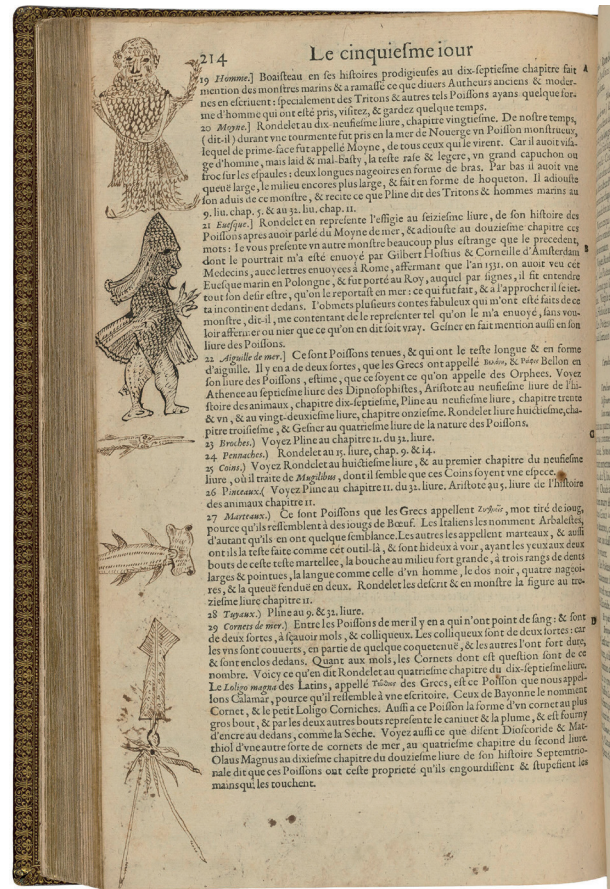 214 Le cinquiesme iour
19 Homme.] Boaisteau en ses histoires prodigieuses au dix-septiesme chapitre fait A
mention des monstres marins & a ramassé ce que diuers Autheurs anciens & moder-
nes en escriuent : specialement des Tritons & autres tels Poissons ayans quelque for-
me d'homme qui ont esté pris, visitez, & gardez quelque temps.
20 Moyne.] Rondelet au dix-neufiesme liure, chapitre vingtiesme. De nostre temps,
(dit-il) durant vne tourmente fut pris en la mer de Nouerge vn Poisson monstrueux,
lequel de prime-face fut appellé Moyne, de tous ceux qui le virent. Car il auoit visa-
ge d'homme, mais laid & mal-basty, la teste rase & legere, vn grand capuchon ou
froc sur les espaules : deux longues nageoires en forme de bras. Par bas il auoit vne
queuë large, le milieu encores plus large, & fait en forme de hoqueton. Il adiouste
son aduis de ce monstre, & recite ce que Pline dit des Tritons & hommes marins au
9. liu. chap. 5. & au 32. liu. chap. 11.
21 Euesque.] Rondelet en represente l'effigie au seiziesme liure, de son histoire des
Poissons apres auoir parlé du Moyne de mer, & adiouste au douziesme chapitre ces
mots : Ie vous presente vn autre monstre beaucoup plus estrange que le precedent, B
dont le pourtrait m'a esté enuoyé par Gilbert Hostius & Corneille d'Amsterdam
Medecins, auec lettres enuoyees à Rome, affermant que l'an 1531. on auoit veu cet
Euesque marin en Polongne, & fut porté au Roy, auquel par signes, il fit entendre
tout son desir estre, qu'on le reportast en mer : ce qui fut fait, & à l'approcher il se iet-
ta incontinent dedans. I'obmets plusieurs contes fabuleux qui m'ont esté faits de ce
monstre, dit-il, me contentant de le representer tel qu'on le m'a enuoyé, sans vou-
loir affermer ou nier que ce qu'on en dit soit vray. Gesner en fait mention aussi en son
liure des Poissons.
22 Aiguille de mer.] Ce sont Poissons tenues, & qui ont le teste longue & en forme
d'aiguille. Il y en a de deux sortes, que les Grecs ont appellé & Bellon en
son liure des Poissons, estime, que ce soyent ce qu'on appelle des Orphees. Voyez
Athenee au septiesme liure des Dipnosophistes, Aristote au neufiesme liure de l'hi-
stoire des animaux, chapitre dix-septiesme, Pline au neufiesme liure, chapitre trente
& vn, & au vingt-deuxiesme liure, chapitre onziesme. Rondelet liure huictiesme, cha-
pitre troisiesme, & Gesner au quatriesme liure de la nature des Poissons.
23 Broches.) Voyez Pline au chapitre 11. du 32. liure. C
24 Pennaches.) Rondelet au 15. liure, chap. 9. & 14.
25 Coins.) Voyez Rondelet au huictiesme liure, & au premier chapitre du neufiesme
liure, où il traite de Mugilibus, dont il semble que ces Coins soyent vne espece.
26 Pinceaux.( Voyez Pline au chapitre 11. du 32. liure. Aristote au 5. liure de l'histoire
des animaux chapitre 11.
27 Marteaux.) Ce sont Poissons que les Grecs appellent mot tiré de ioug,
pource qu'ils ressemblent à des iougs de Bœuf. Les Italiens les nomment Arbalestes,
d'autant qu'ils en ont quelque semblance. Les autres les appellent marteaux, & aussi
ont ils la teste faite comme cet outil-là, & sont hideux à voir, ayant les yeux aux deux
bouts de ceste teste martellee, la bouche au milieu fort grande, à trois rangs de dents
larges & pointues, la langue comme celle d'vn homme, le dos noir, quatre nageoi-
res, & la queuë fenduë en deux. Rondelet les descrit & en monstre la figure au tro-
ziesme liure chapitre 11.
28 Tuyaux.) Pline au 9. & 32. liure.
29 Cornets de mer.) Entre les Poissons de mer il y en a qui n'ont point de sang : & sont D
de deux sortes, à sçauoir mols, & colliqueux. Les colliqueux sont de deux sortes : car
les vns sont couuerts, en partie de quelque coquetenuë, & les autres l'ont fort dure,
& sont enclos dedans. Quant aux mols, les Cornets dont est question sont de ce
nombre. Voicy ce qu'en dit Rondelet au quatriesme chapitre du dix-septiesme liure.
Le Loligo magna des Latins, appellé des Grecs, est ce Poisson que nous appel-
lons Calamar, pource qu'il ressemble à vne escritoire. Ceux de Bayonne le nomment
Cornet, & le petit Loligo Corniches. Aussi a ce Poisson la forme d'vn cornet au plus
gros bout, & par les deux autres bouts represente le caniuet & la plume, & est fourny
d'encre au dedans, comme la Seche. Voyez aussi ce que disent Dioscoride & Mat-
thiol d'vne autre sorte de cornets de mer, au quatriesme chapitre du second liure.
Olaus Magnus au dixiesme chapitre du douziesme liure de son histoire Septemtrio-
nale dit que ces Poissons ont ceste proprieté qu'ils engourdissent & stupefient les
mains qui les touchent.